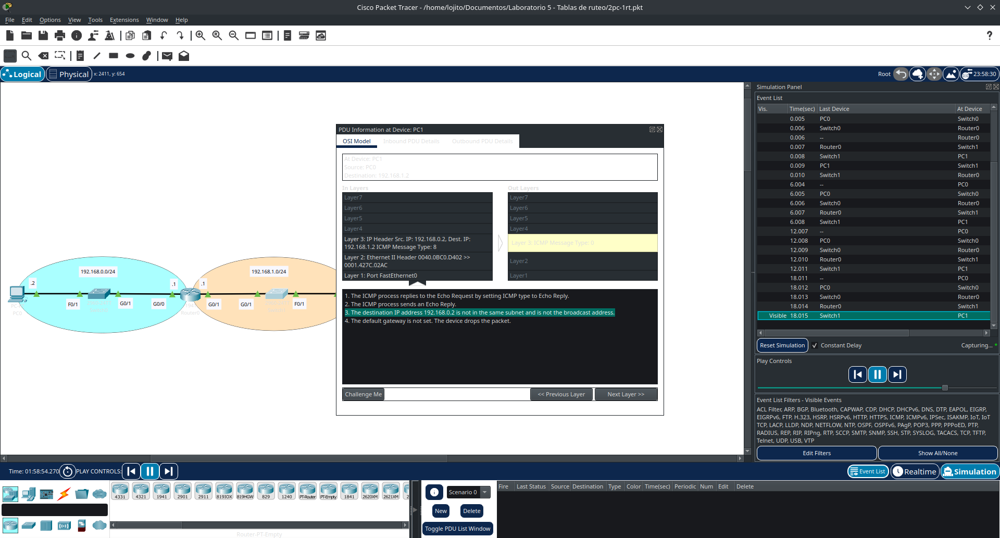 Cisco Packet Tracer - /home/lojito/Documentos/Laboratorio 5 - Tablas de ruteo/2pc-1rt.pkt
File Edit Options View Tools Extensions Window Help
Logical Physical x: 2411, y: 654
Root 23:58:30
Simulation Panel
Event List
Vis. Time(sec) Last Device At Device
0.005 PC0 Switch0
0.006 Switch0 Router0
0.006 -- Router0
0.007 Router0 Switch1
0.008 Switch1 PC1
0.009 PC1 Switch1
0.010 Switch1 Router0
6.004 -- PC0
6.005 PC0 Switch0
6.006 Switch0 Router0
6.007 Router0 Switch1
6.008 Switch1 PC1
12.007 -- PC0
12.008 PC0 Switch0
12.009 Switch0 Router0
12.010 Router0 Switch1
12.011 Switch1 PC1
18.011 -- PC0
18.012 PC0 Switch0
18.013 Switch0 Router0
18.014 Router0 Switch1
Visible 18.015 Switch1 PC1
Reset Simulation Constant Delay Capturing... *
Play Controls
Event List Filters - Visible Events
ACL Filter, ARP, BGP, Bluetooth, CAPWAP, CDP, DHCP, DHCPv6, DNS, DTP, EAPOL, EIGRP,
EIGRPv6, FTP, H.323, HSRP, HSRPv6, HTTP, HTTPS, ICMP, ICMPv6, IPSec, ISAKMP, IoT, IoT
TCP, LACP, LLDP, NDP, NETFLOW, NTP, OSPF, OSPFv6, PAgP, POP3, PPP, PPPoED, PTP,
RADIUS, REP, RIP, RIPng, RTP, SCCP, SMTP, SNMP, SSH, STP, SYSLOG, TACACS, TCP, TFTP,
Telnet, UDP, USB, VTP
Edit Filters Show All/None
PDU Information at Device: PC1
OSI Model Inbound PDU Details Outbound PDU Details
At Device: PC1
Source: PC0
Destination: 192.168.1.2
In Layers Out Layers
Layer7 Layer7
Layer6 Layer6
Layer5 Layer5
Layer4 Layer4
Layer 3: IP Header Src. IP: 192.168.0.2, Dest. IP:
192.168.1.2 ICMP Message Type: 8
Layer 3: ICMP Message Type: 0
Layer 2: Ethernet II Header 0040.0BC0.D402 >>
0001.427C.02AC
Layer2
Layer 1: Port FastEthernet0 Layer1
1. The ICMP process replies to the Echo Request by setting ICMP type to Echo Reply.
2. The ICMP process sends an Echo Reply.
3. The destination IP address 192.168.0.2 is not in the same subnet and is not the broadcast address.
4. The default gateway is not set. The device drops the packet.
Challenge Me << Previous Layer Next Layer >>
192.168.0.0/24 192.168.1.0/24
.2 .1 .1
F0/1 G0/1 G0/0 G0/1 G0/1 F0/1
PC0
Router0
Time: 01:58:54.270 PLAY CONTROLS:
Event List Realtime Simulation
4331 4321 1941 2901 2911 819IOX 819HGW 829 1240 PT-Router PT-Empty 1841 2620XM 2621XM 2
Router-PT-Empty
Scenario 0
New Delete
Toggle PDU List Window
Fire Last Status Source Destination Type Color Time(sec) Periodic Num Edit Delete